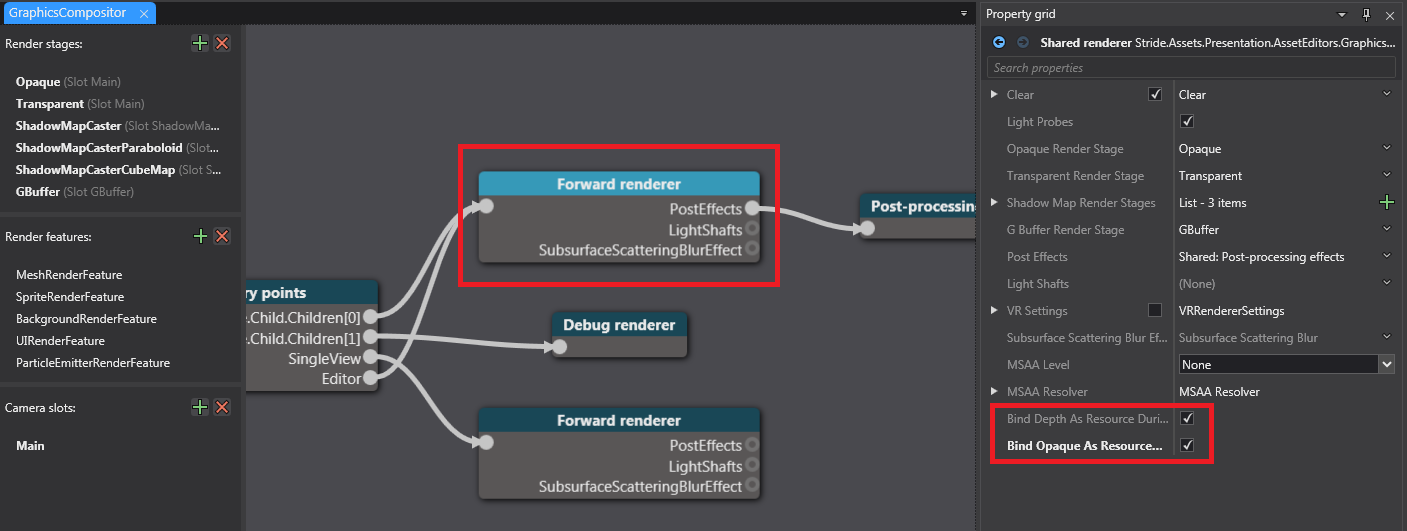 GraphicsCompositor
Render stages:
Opaque (Slot Main)
Transparent (Slot Main)
ShadowMapCaster (Slot ShadowMa...
ShadowMapCasterParaboloid (Slot...
ShadowMapCasterCubeMap (Slot S...
GBuffer (Slot GBuffer)
Render features:
MeshRenderFeature
SpriteRenderFeature
BackgroundRenderFeature
UIRenderFeature
ParticleEmitterRenderFeature
Camera slots:
Main
ry points
e.Child.Children[0]
e.Child.Children[1]
SingleView
Editor
Forward renderer
PostEffects
LightShafts
SubsurfaceScatteringBlurEffect
Debug renderer
Forward renderer
PostEffects
LightShafts
SubsurfaceScatteringBlurEffect
Post-processing
Property grid
Shared renderer Stride.Assets.Presentation.AssetEditors.Graphics...
Search properties
Clear Clear
Light Probes
Opaque Render Stage Opaque
Transparent Render Stage Transparent
Shadow Map Render Stages List - 3 items
G Buffer Render Stage GBuffer
Post Effects Shared: Post-processing effects
Light Shafts (None)
VR Settings VRRendererSettings
Subsurface Scattering Blur Ef... Subsurface Scattering Blur
MSAA Level None
MSAA Resolver MSAA Resolver
Bind Depth As Resource Duri...
Bind Opaque As Resource...